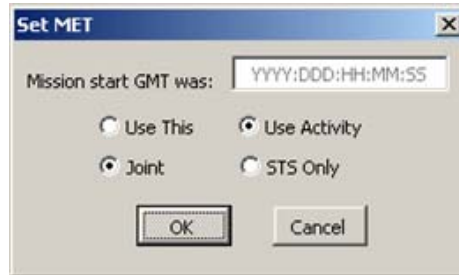 Set MET
Mission start GMT was: YYYY:DDD:HH:MM:SS
Use This Use Activity
Joint STS Only
OK Cancel